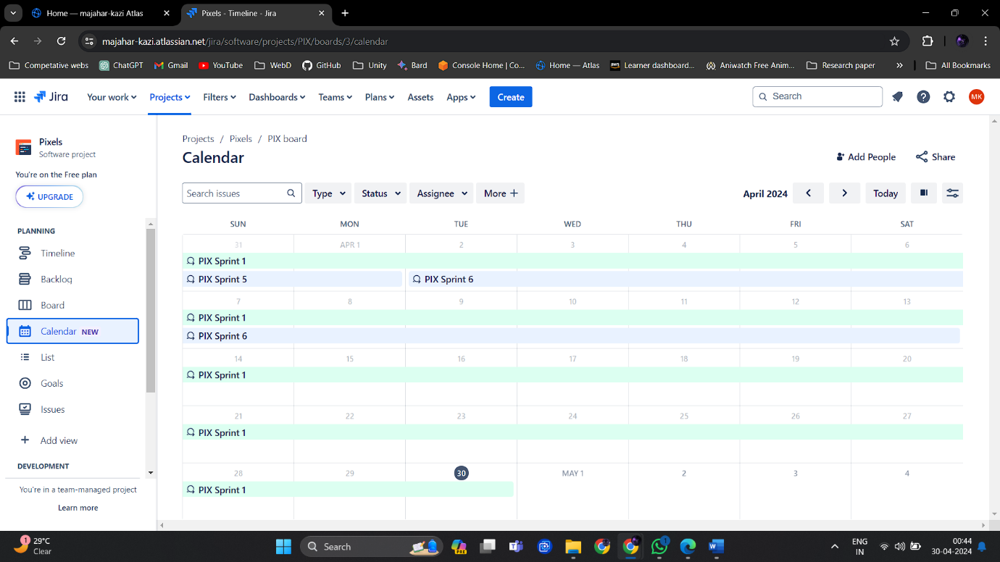 Home — majahar-kazi Atlas
Pixels - Timeline - Jira
majahar-kazi.atlassian.net/jira/software/projects/PIX/boards/3/calendar
Competative webs ChatGPT Gmail YouTube WebD GitHub Unity Bard Console Home | Co... Home — Atlas Learner dashboard... Aniwatch Free Anim... Research paper » All Bookmarks
Jira Your work Projects Filters Dashboards Teams Plans Assets Apps Create Search MK
Pixels
Software project
You're on the Free plan
UPGRADE
PLANNING
Timeline
Backlog
Board
Calendar NEW
List
Goals
Issues
Add view
DEVELOPMENT
You're in a team-managed project
Learn more
Projects / Pixels / PIX board
Calendar
Add People Share
Search issues Type Status Assignee More April 2024 Today
SUN MON TUE WED THU FRI SAT
31 APR 1 2 3 4 5 6
PIX Sprint 1
PIX Sprint 5 PIX Sprint 6
7 8 9 10 11 12 13
PIX Sprint 1
PIX Sprint 6
14 15 16 17 18 19 20
PIX Sprint 1
21 22 23 24 25 26 27
PIX Sprint 1
28 29 30 MAY 1 2 3 4
PIX Sprint 1
1
29°C
Clear
Search
PRE
1
ENG
IN
00:44
30-04-2024